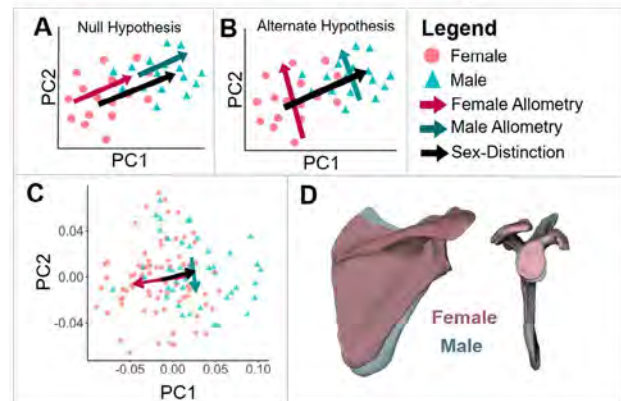 A Null Hypothesis
PC2
PC1
B Alternate Hypothesis
PC2
PC1
Legend
Female
Male
Female Allometry
Male Allometry
Sex-Distinction
C
PC2
0.04
0.00
-0.04
-0.05
0.00
0.05
0.10
PC1
D
Female
Male